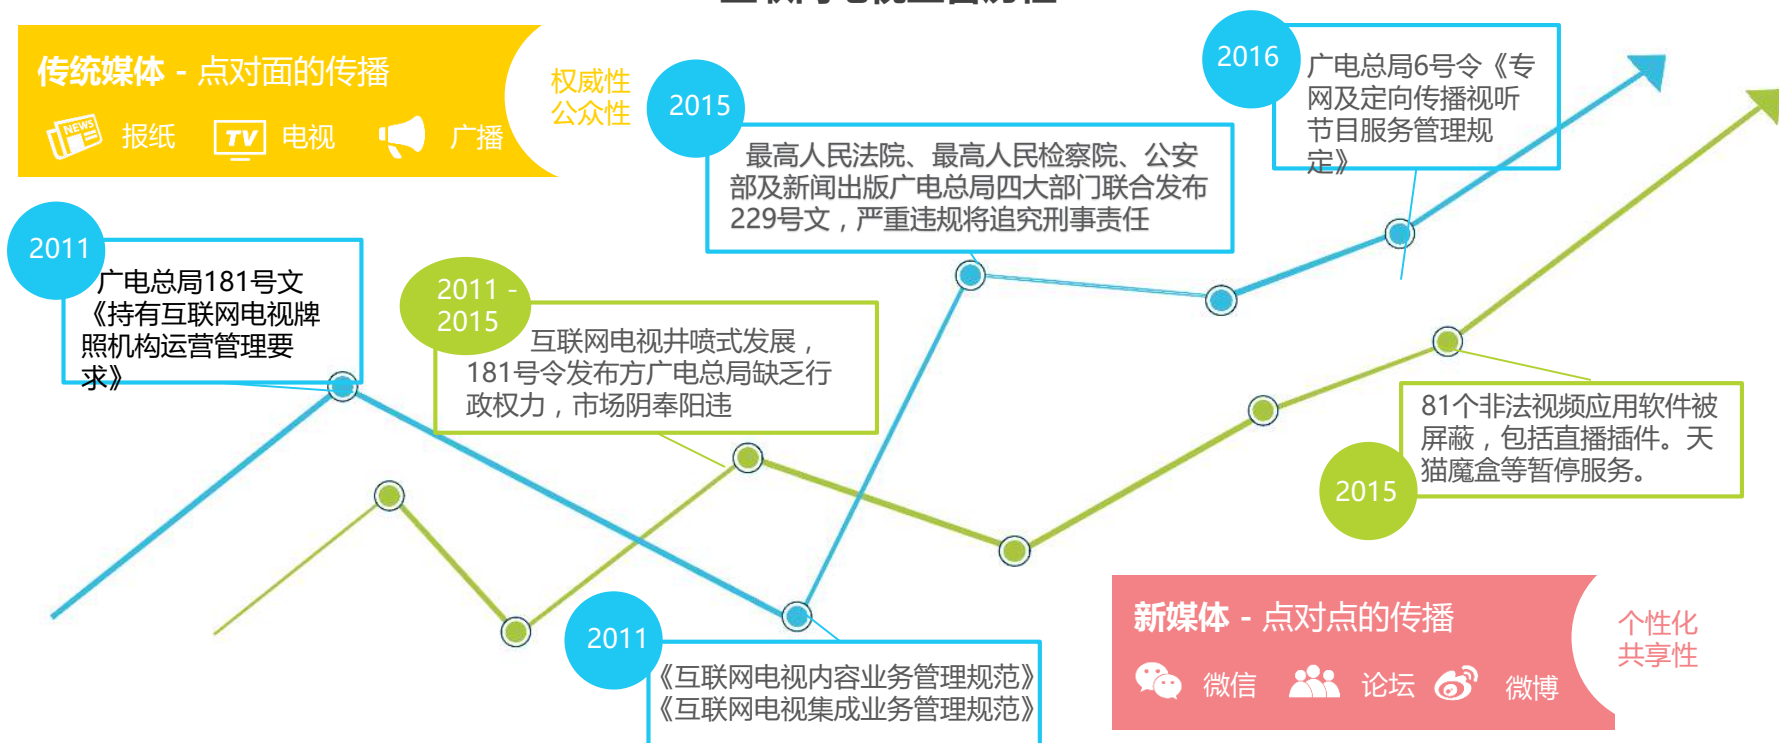 互联网电视监管历程
传统媒体 - 点对面的传播
NEWS
报纸
TV
电视
广播
权威性
公众性
2015
最高人民法院、最高人民检察院、公安
部及新闻出版广电总局四大部门联合发布
229号文，严重违规将追究刑事责任
2016
广电总局6号令《专
网及定向传播视听
节目服务管理规
定》
2011
广电总局181号文
《持有互联网电视牌
照机构运营管理要
求》
2011 -
2015
互联网电视井喷式发展，
181号令发布方广电总局缺乏行
政权力，市场阴奉阳违
81个非法视频应用软件被
屏蔽，包括直播插件。天
猫魔盒等暂停服务。
2015
2011
《互联网电视内容业务管理规范》
《互联网电视集成业务管理规范》
新媒体 - 点对点的传播
微信
论坛
微博
个性化
共享性